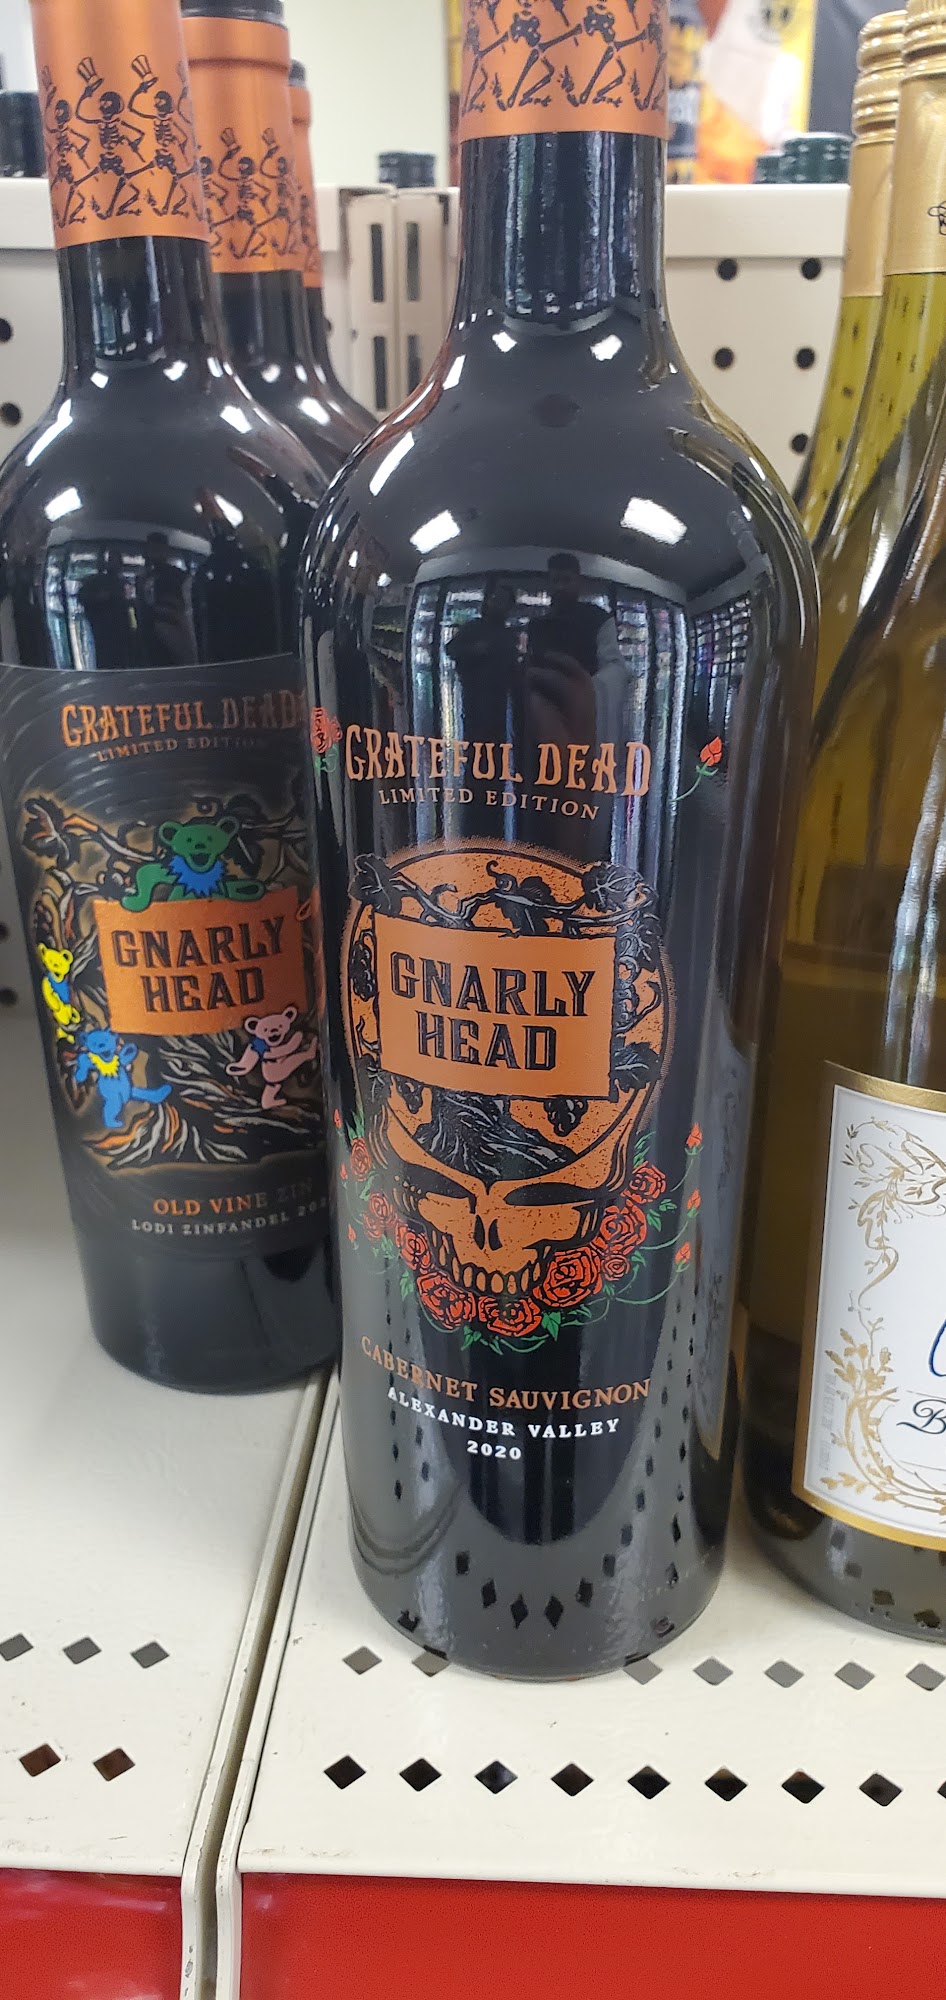 GRATEFUL DEAD
LIMITED EDITION
GNARLY
HEAD
OLD VINE ZIN
LODI ZINFANDEL
GRATEFUL DEAD
LIMITED EDITION
GNARLY
HEAD
CABERNET SAUVIGNON
ALEXANDER VALLEY
2020